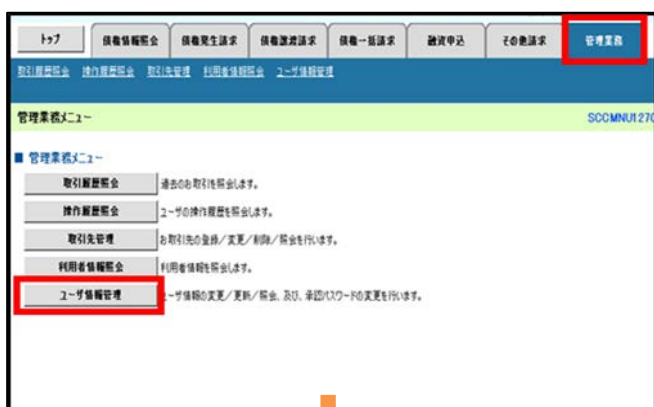 トップ 債権情報照会 債権発生請求 債権譲渡請求 債権一括請求 融資申込 その他請求 管理業務
取引履歴照会 操作履歴照会 取引先管理 利用者情報照会 ユーザ情報管理
管理業務メニュー SCCMNU1270
■ 管理業務メニュー
取引履歴照会 過去のお取引を照会します。
操作履歴照会 ユーザの操作履歴を照会します。
取引先管理 お取引先の登録／変更／削除／照会を行います。
利用者情報照会 利用者情報を照会します。
ユーザ情報管理 ユーザ情報の変更／更新／照会、及び、承認パスワードの変更を行います。